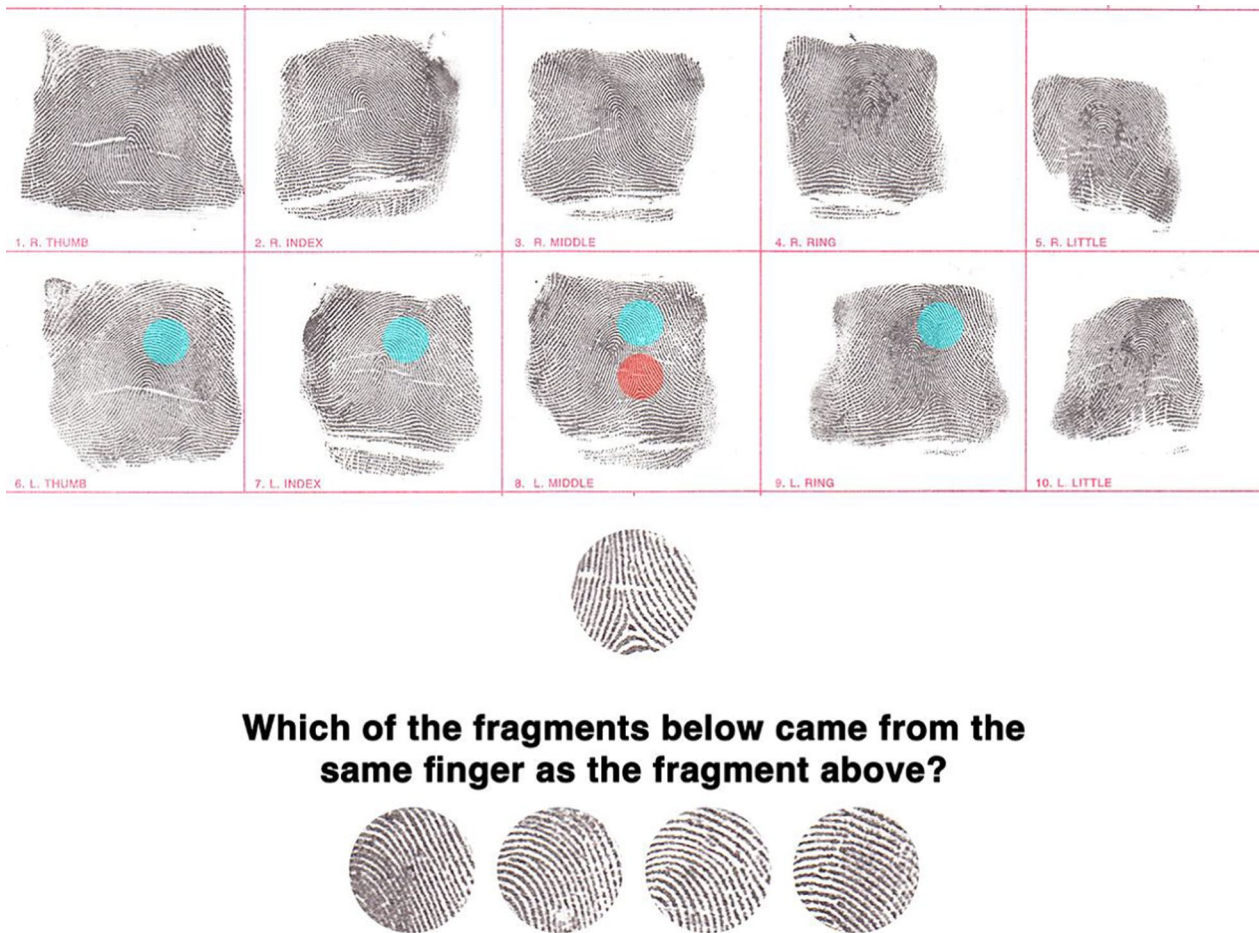 1. R. THUMB
2. R. INDEX
3. R. MIDDLE
4. R. RING
5. R. LITTLE
6. L. THUMB
7. L. INDEX
8. L. MIDDLE
9. L. RING
10. L. LITTLE
Which of the fragments below came from the
same finger as the fragment above?